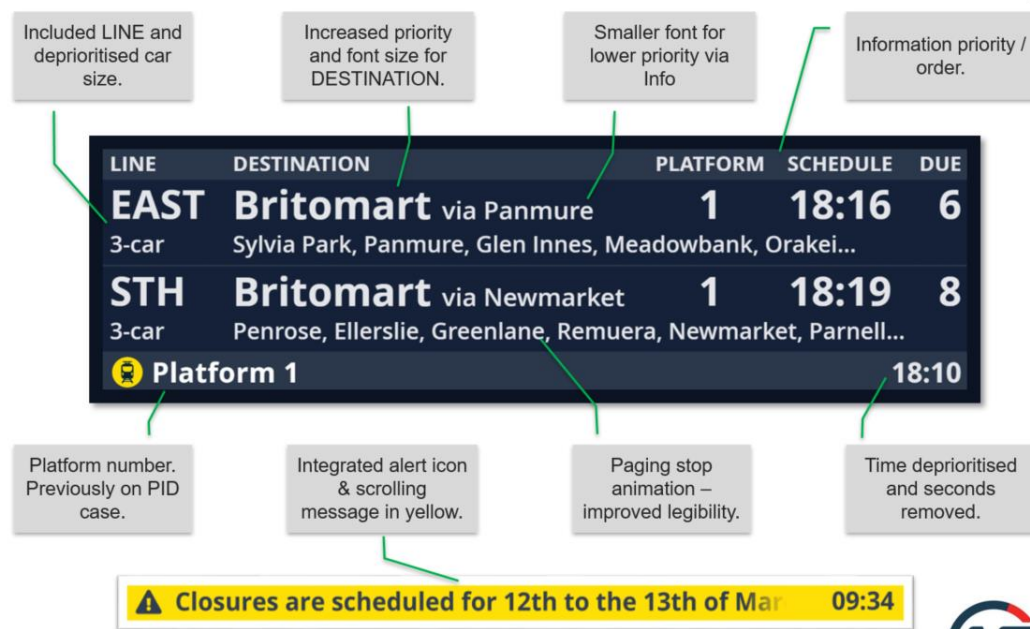 Included LINE and
deprioritised car
size.
Increased priority
and font size for
DESTINATION.
Smaller font for
lower priority via
Info
Information priority /
order.
LINE DESTINATION PLATFORM SCHEDULE DUE
EAST Britomart via Panmure 1 18:16 6
3-car Sylvia Park, Panmure, Glen Innes, Meadowbank, Orakei...
STH Britomart via Newmarket 1 18:19 8
3-car Penrose, Ellerslie, Greenlane, Remuera, Newmarket, Parnell...
Platform 1 18:10
Platform number.
Previously on PID
case.
Integrated alert icon
& scrolling
message in yellow.
Paging stop
animation –
improved legibility.
Time deprioritised
and seconds
removed.
Closures are scheduled for 12th to the 13th of Mar 09:34